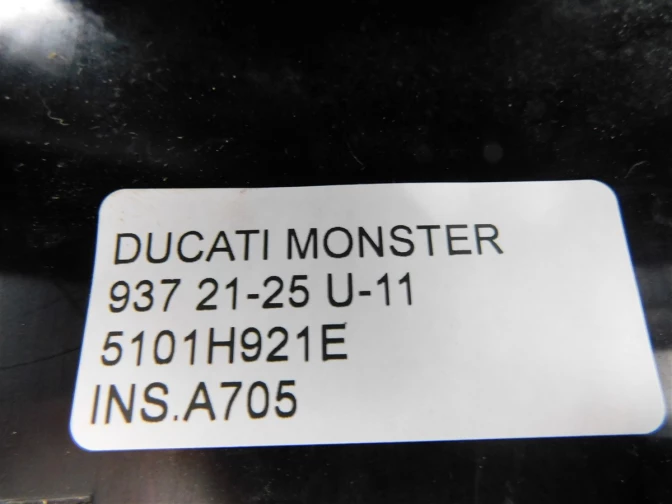 DUCATI MONSTER
937 21-25 U-11
5101H921E
INS.A705